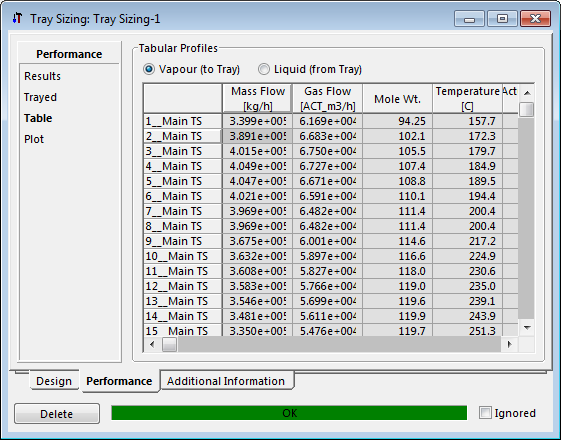 Tray Sizing: Tray Sizing-1
Performance
Results
Trayed
Table
Plot
Tabular Profiles
Vapour (to Tray) Liquid (from Tray)
Mass Flow [kg/h] Gas Flow [ACT_m3/h] Mole Wt. Temperature [C] Act
1__Main TS 3.399e+005 6.169e+004 94.25 157.7
2__Main TS 3.891e+005 6.683e+004 102.1 172.3
3__Main TS 4.015e+005 6.750e+004 105.5 179.7
4__Main TS 4.049e+005 6.727e+004 107.4 184.9
5__Main TS 4.047e+005 6.671e+004 108.8 189.5
6__Main TS 4.021e+005 6.591e+004 110.1 194.4
7__Main TS 3.969e+005 6.482e+004 111.4 200.4
8__Main TS 3.969e+005 6.482e+004 111.4 200.4
9__Main TS 3.675e+005 6.001e+004 114.6 217.2
10__Main TS 3.632e+005 5.897e+004 116.6 224.9
11__Main TS 3.608e+005 5.827e+004 118.0 230.6
12__Main TS 3.583e+005 5.766e+004 119.0 235.0
13__Main TS 3.546e+005 5.699e+004 119.6 239.1
14__Main TS 3.481e+005 5.611e+004 119.9 243.9
15__Main TS 3.350e+005 5.476e+004 119.7 251.3
Design Performance Additional Information
Delete OK Ignored